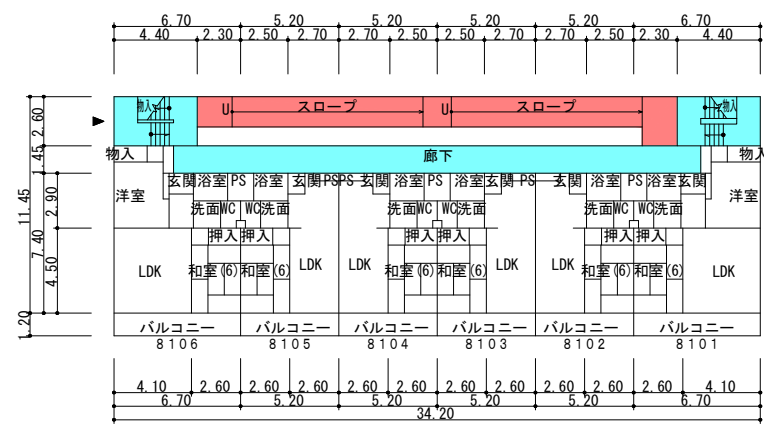 6.70 5.20 5.20 5.20 5.20 6.70
4.40 2.30 2.50 2.70 2.70 2.50 2.50 2.70 2.70 2.50 2.30 4.40
物入 U スロープ U スロープ 物入
2.60
廊下
1.45
物入 物入
玄関 浴室 PS 浴室 玄関 PS PS 玄関 浴室 PS 浴室 玄関 PS 玄関 浴室 PS 浴室 玄関
洋室 洋室
11.45 2.90
洗面 WC WC 洗面 洗面 WC WC 洗面 洗面 WC WC 洗面
7.40
押入 押入 押入 押入 押入 押入
LDK 和室(6) 和室(6) LDK LDK 和室(6) 和室(6) LDK LDK 和室(6) 和室(6) LDK
4.50
バルコニー バルコニー バルコニー バルコニー バルコニー バルコニー
1.20
8106 8105 8104 8103 8102 8101
4.10 2.60 2.60 2.60 2.60 2.60 2.60 2.60 2.60 2.60 2.60 4.10
6.70 5.20 5.20 5.20 5.20 6.70
34.20